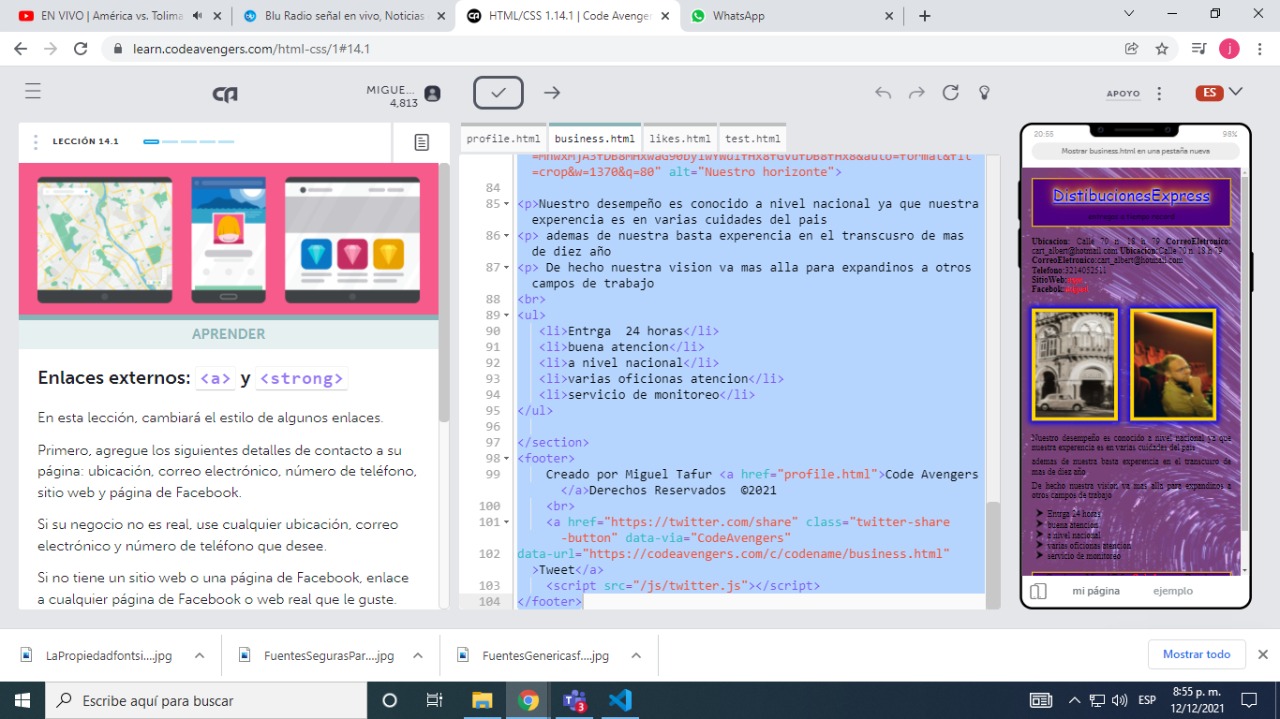 EN VIVO | América vs. Tolima
Blu Radio señal en vivo, Noticias
HTML/CSS 1.14.1 | Code Avenge
WhatsApp
learn.codeavengers.com/html-css/1#14.1
j
MIGUE...
4,813
APOYO
ES
LECCIÓN 14.1
APRENDER
Enlaces externos: <a> y <strong>
En esta lección, cambiará el estilo de algunos enlaces.
Primero, agregue los siguientes detalles de contacto a su
página: ubicación, correo electrónico, número de teléfono,
sitio web y página de Facebook.
Si su negocio no es real, use cualquier ubicación, correo
electrónico y número de teléfono que desee.
Si no tiene un sitio web o una página de Facebook, enlace
a cualquier página de Facebook o web real que le guste.
profile.html business.html likes.html test.html
=crop&w=1370&q=80" alt="Nuestro horizonte">
84
85 <p>Nuestro desempeño es conocido a nivel nacional ya que nuestra
experencia es en varias cuidades del pais
86 <p> ademas de nuestra basta experencia en el transcusro de mas
de diez año
87 <p> De hecho nuestra vision va mas alla para expandinos a otros
campos de trabajo
88 <br>
89 <ul>
90 <li>Entrga  24 horas</li>
91 <li>buena atencion</li>
92 <li>a nivel nacional</li>
93 <li>varias oficionas atencion</li>
94 <li>servicio de monitoreo</li>
95 </ul>
96
97 </section>
98 <footer>
99 Creado por Miguel Tafur <a href="profile.html">Code Avengers
</a>Derechos Reservados  ©2021
100 <br>
101 <a href="https://twitter.com/share" class="twitter-share
-button" data-via="CodeAvengers"
102 data-url="https://codeavengers.com/c/codename/business.html"
>Tweet</a>
103 <script src="/js/twitter.js"></script>
104 </footer>
20:55 98%
Mostrar business.html en una pestaña nueva
DistibucionesExpress
Ubicacion: Calle 70 n. 18 h 79 CorreoEletronico:
cart_albert@hotmail.com Ubicacion:Calle 70 n. 18 h 79
CorreoEletronico:cart_albert@hotmail.com
Telefono:3214052511
SitioWeb:
Facebok:
Nuestro desempeño es conocido a nivel nacional ya que
nuestra experencia es en varias cuidades del pais
ademas de nuestra basta experencia en el transcusro de
mas de diez año
De hecho nuestra vision va mas alla para expandinos a
otros campos de trabajo
Entrga 24 horas
buena atencion
a nivel nacional
varias oficionas atencion
servicio de monitoreo
mi página ejemplo
LaPropiedadfontsi....jpg
FuentesSegurasPar....jpg
FuentesGenericasf....jpg
Mostrar todo
Escribe aquí para buscar
3
ESP
8:55 p. m.
12/12/2021